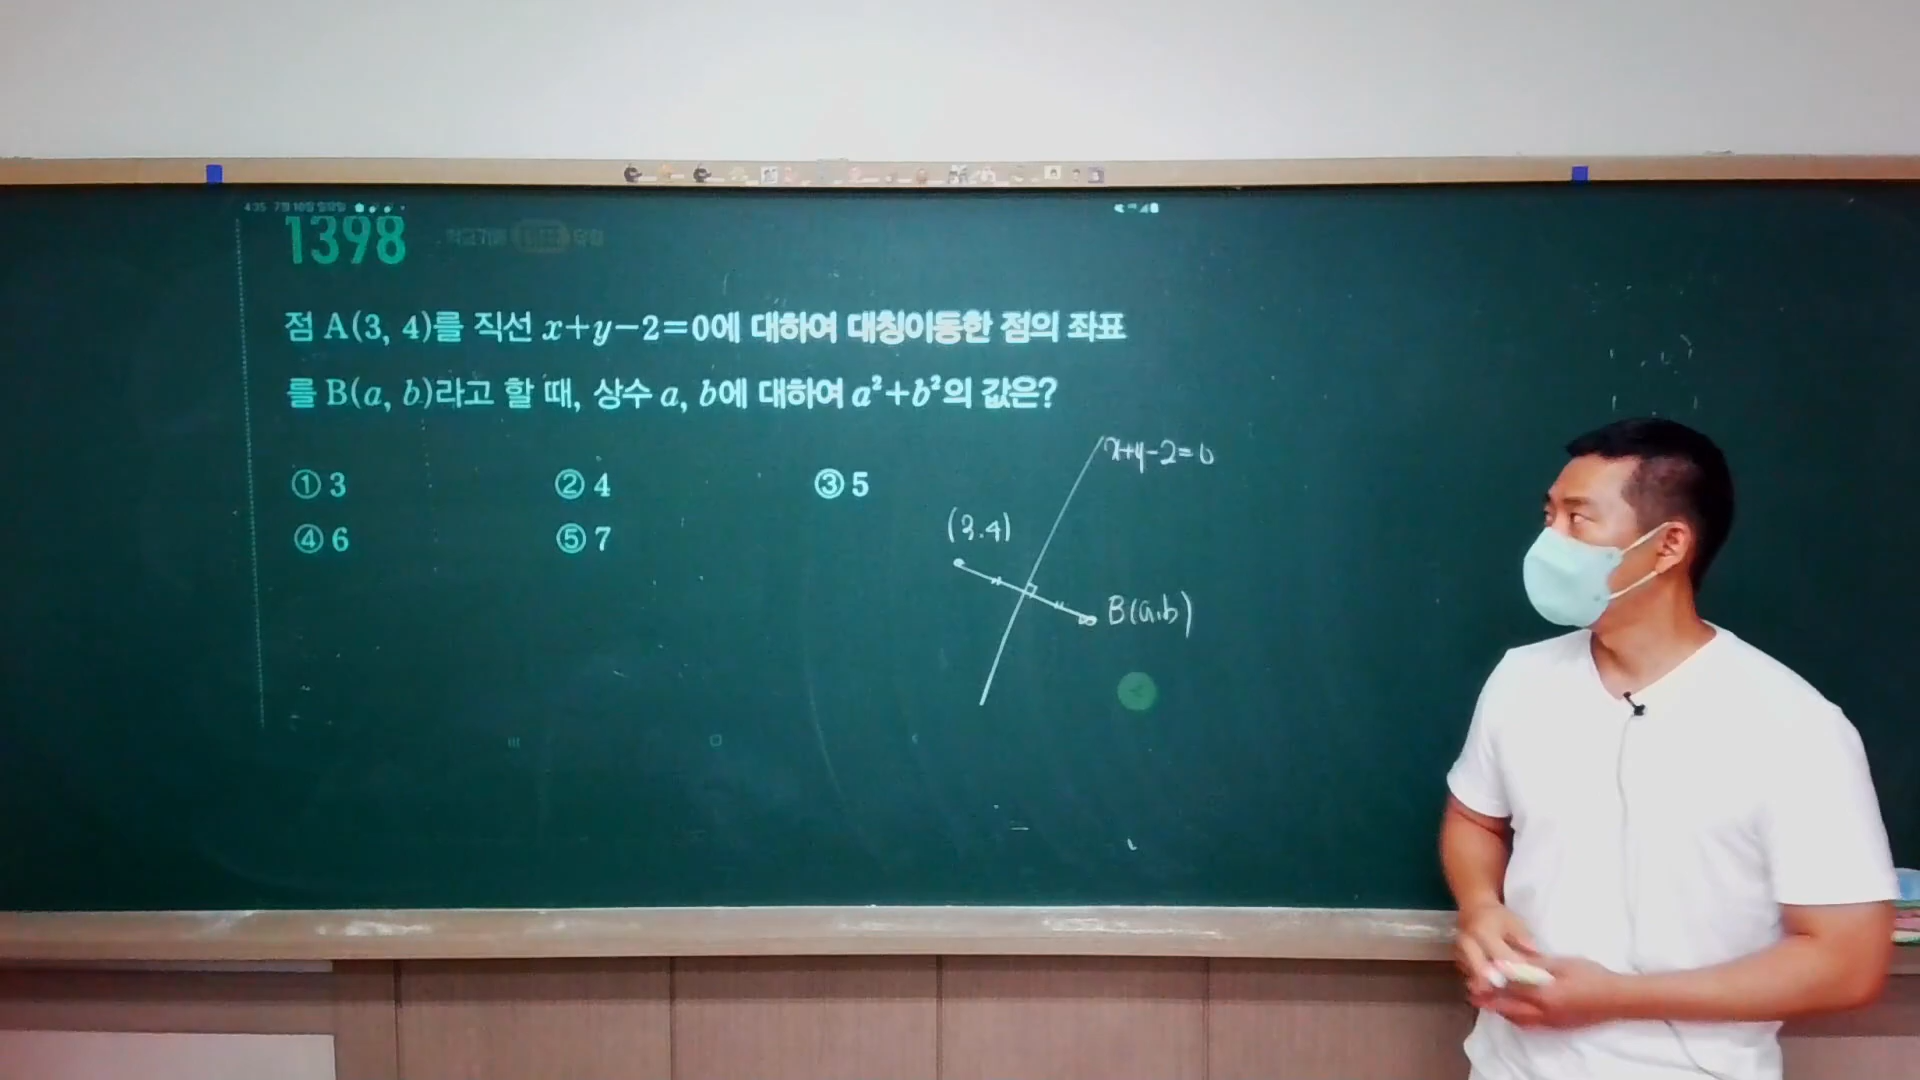 1398
점 A(3, 4)를 직선 x+y−2=0에 대하여 대칭이동한 점의 좌표
를 B(a, b)라고 할 때, 상수 a, b에 대하여 a²+b²의 값은?
① 3 ② 4 ③ 5
④ 6 ⑤ 7
x+y-2=0
(3.4)
B(a.b)